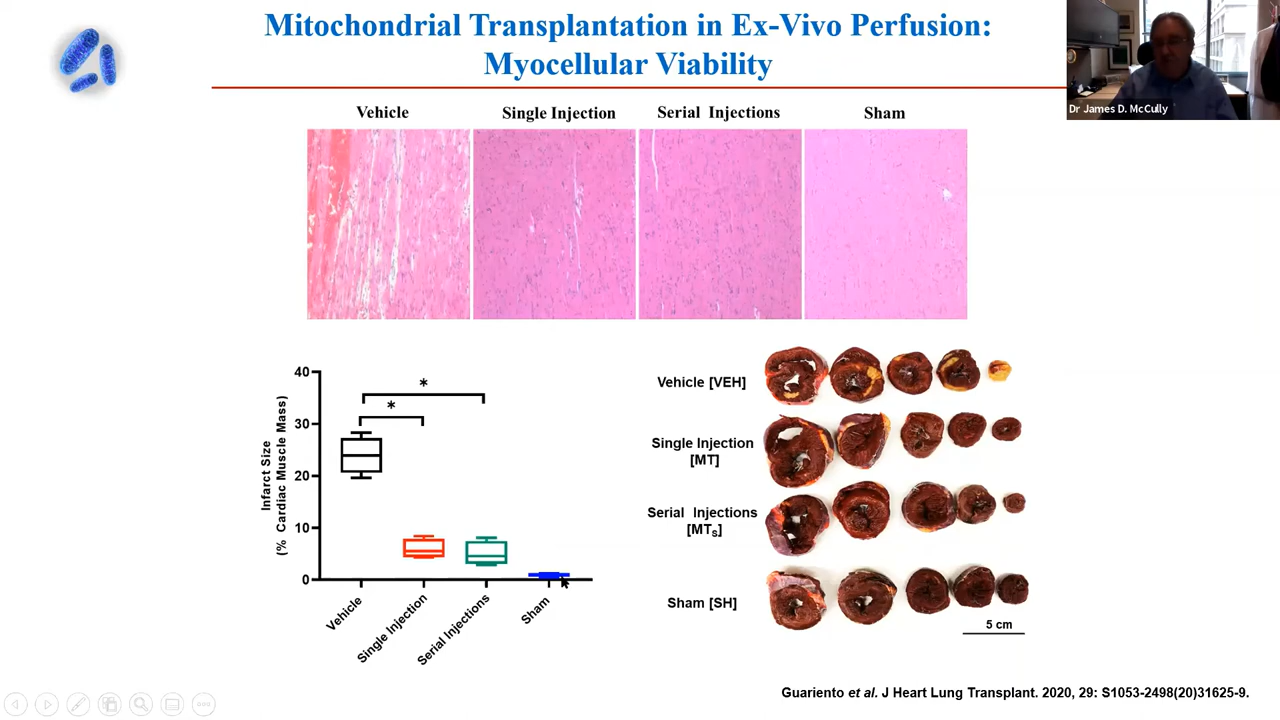 Mitochondrial Transplantation in Ex-Vivo Perfusion:
Myocellular Viability
Dr James D. McCully
Vehicle
Single Injection
Serial Injections
Sham
Infarct Size
(% Cardiac Muscle Mass)
40
30
20
10
0
*
*
Vehicle
Single Injection
Serial Injections
Sham
Vehicle [VEH]
Single Injection
[MT]
Serial Injections
[MTS]
Sham [SH]
5 cm
Guariento et al. J Heart Lung Transplant. 2020, 29: S1053-2498(20)31625-9.